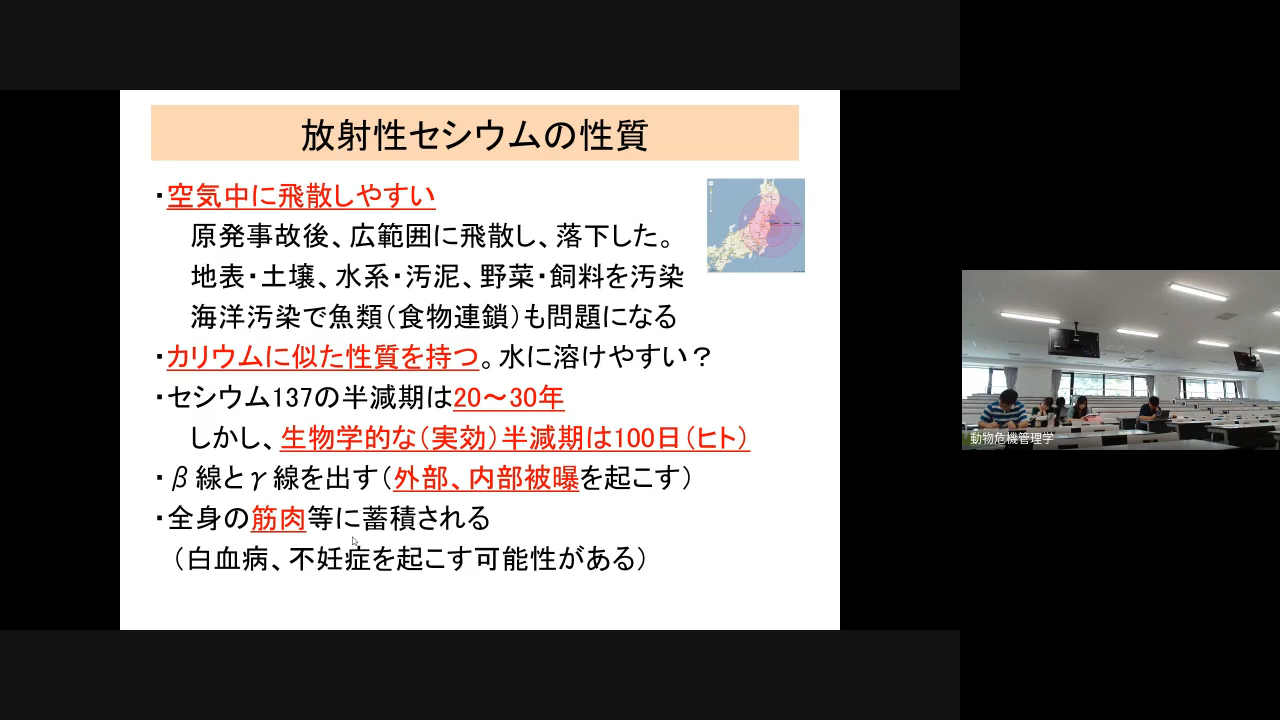 放射性セシウムの性質
・空気中に飛散しやすい
原発事故後、広範囲に飛散し、落下した。
地表・土壌、水系・汚泥、野菜・飼料を汚染
海洋汚染で魚類（食物連鎖）も問題になる
・カリウムに似た性質を持つ。水に溶けやすい？
・セシウム137の半減期は20～30年
しかし、生物学的な（実効）半減期は100日（ヒト）
・β線とγ線を出す（外部、内部被曝を起こす）
・全身の筋肉等に蓄積される
（白血病、不妊症を起こす可能性がある）
動物危機管理学